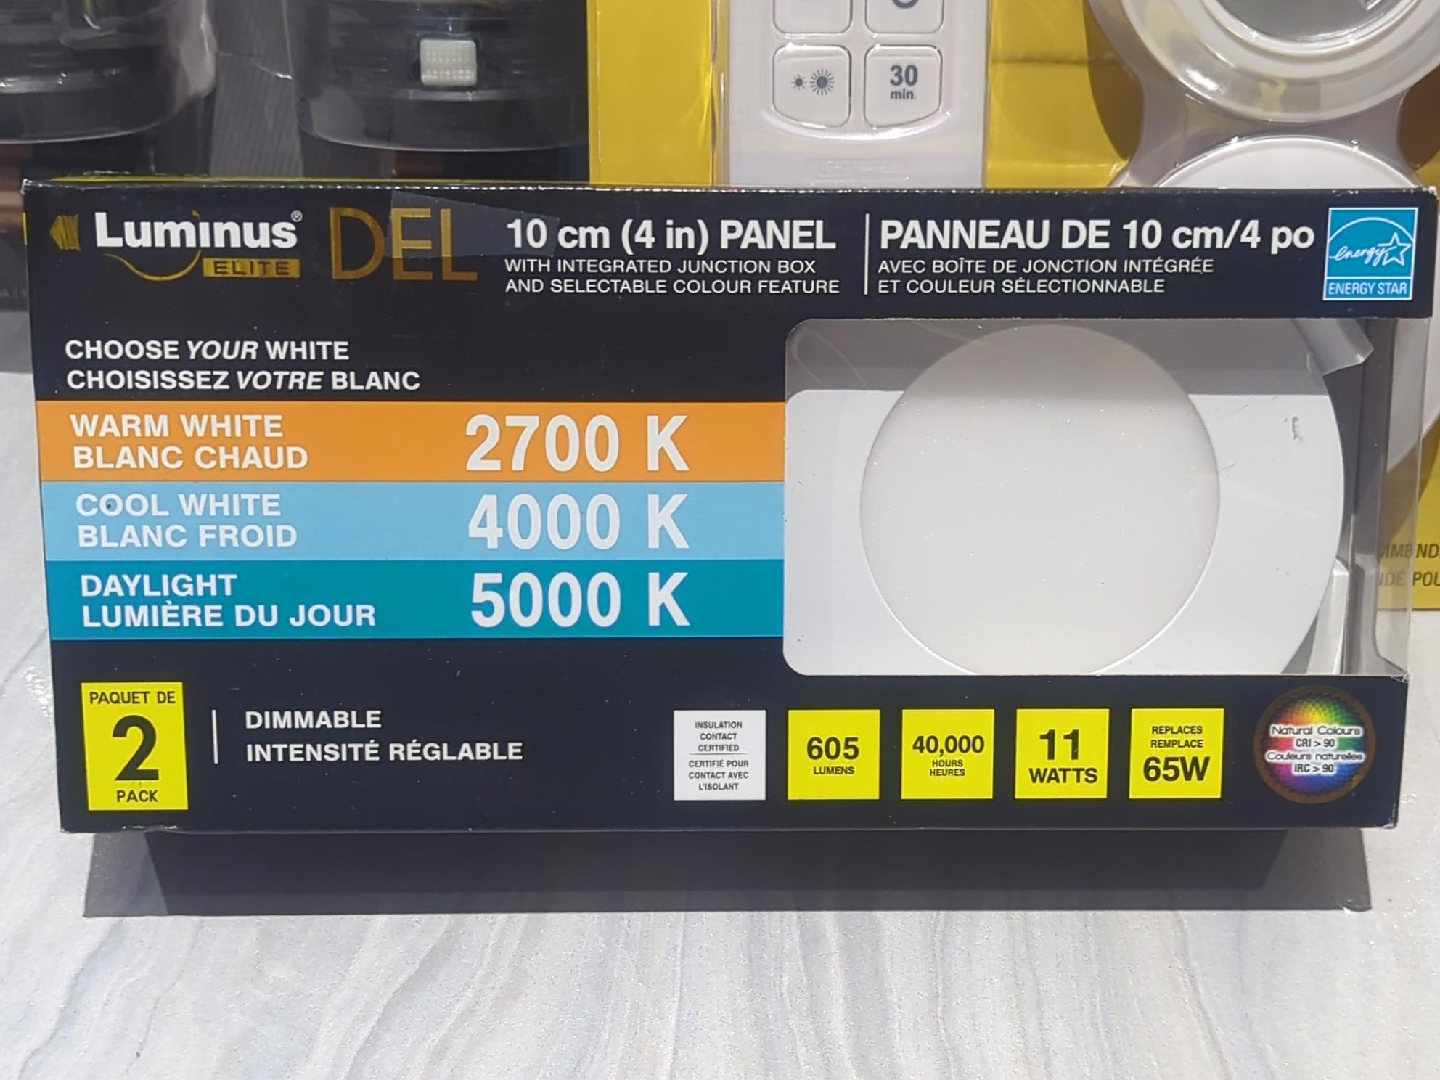 30
min.
Luminus®
ELITE
DEL
10 cm (4 in) PANEL
WITH INTEGRATED JUNCTION BOX
AND SELECTABLE COLOUR FEATURE
PANNEAU DE 10 cm/4 po
AVEC BOÎTE DE JONCTION INTÉGRÉE
ET COULEUR SÉLECTIONNABLE
energy
ENERGY STAR
CHOOSE YOUR WHITE
CHOISISSEZ VOTRE BLANC
WARM WHITE
BLANC CHAUD
2700 K
COOL WHITE
BLANC FROID
4000 K
DAYLIGHT
LUMIÈRE DU JOUR
5000 K
PAQUET DE
2
PACK
DIMMABLE
INTENSITÉ RÉGLABLE
INSULATION
CONTACT
CERTIFIED
CERTIFIÉ POUR
CONTACT AVEC
L'ISOLANT
605
LUMENS
40,000
HOURS
HEURES
11
WATTS
REPLACES
REMPLACE
65W
Natural Colours
CRI > 90
Couleurs naturelles
IRC > 90